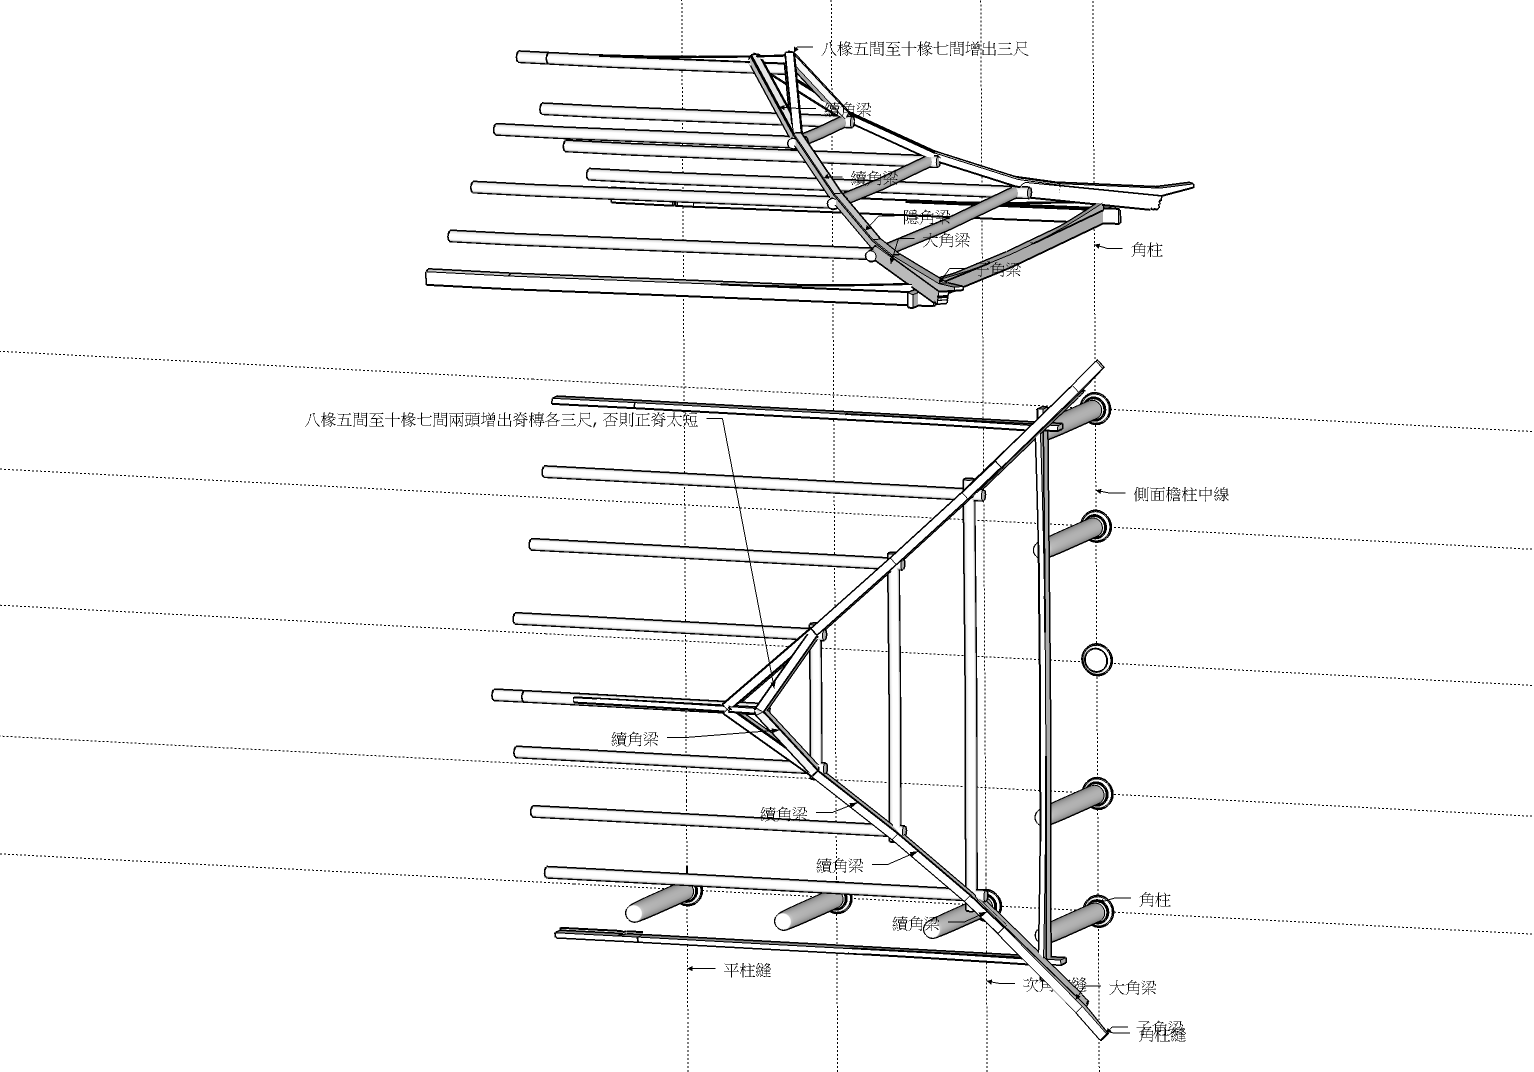 八椽五間至十椽七間增出三尺
續角梁
續角梁
隱角梁
大角梁
角柱
子角梁
八椽五間至十椽七間兩頭增出脊槫各三尺, 否則正脊太短
側面檐柱中線
續角梁
續角梁
續角梁
角柱
續角梁
平柱縫
次角柱縫
大角梁
子角梁
角柱縫